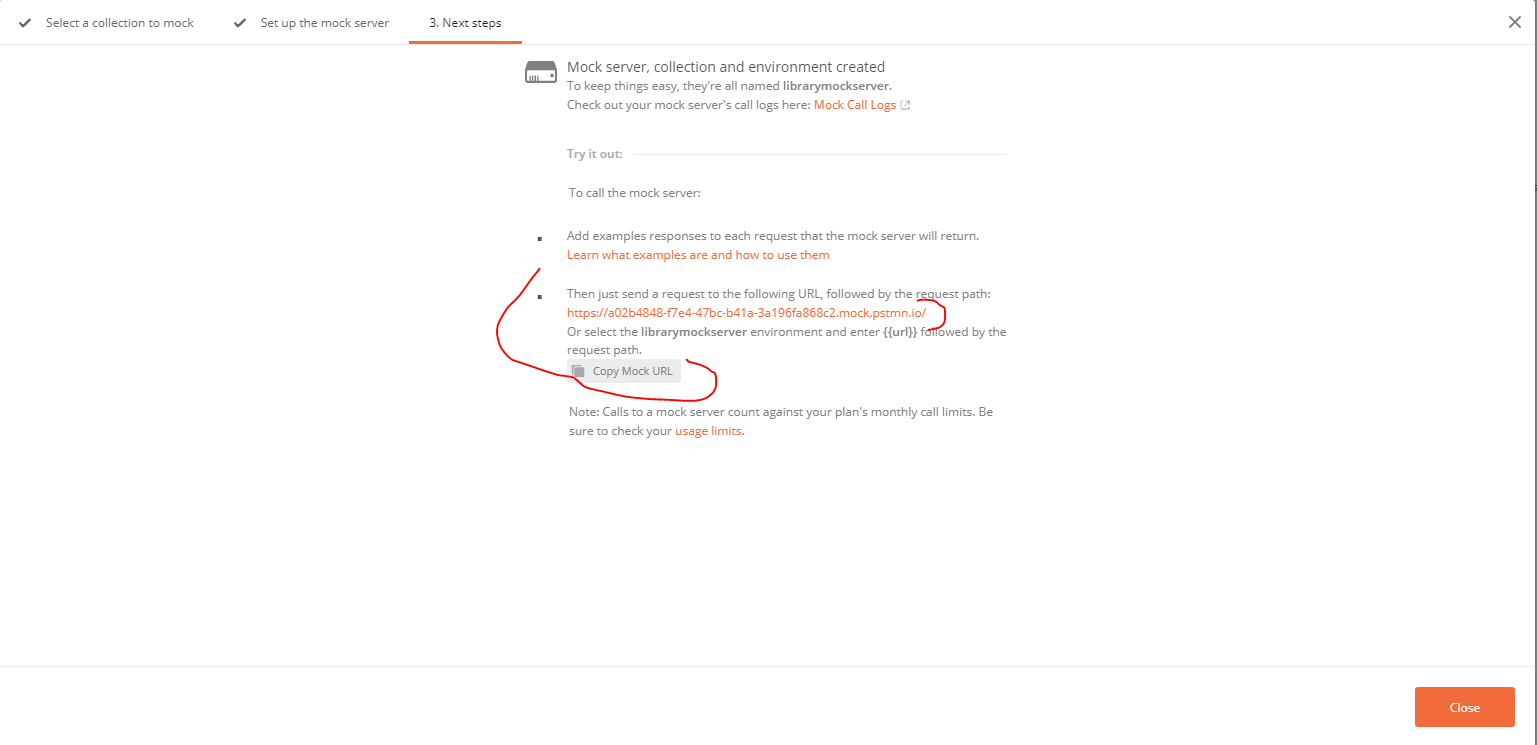 Select a collection to mock
Set up the mock server
3. Next steps
Mock server, collection and environment created
To keep things easy, they're all named librarymockserver.
Check out your mock server's call logs here: Mock Call Logs
Try it out:
To call the mock server:
Add examples responses to each request that the mock server will return.
Learn what examples are and how to use them
Then just send a request to the following URL, followed by the request path:
https://a02b4848-f7e4-47bc-b41a-3a196fa868c2.mock.pstmn.io/
Or select the librarymockserver environment and enter {{url}} followed by the
request path.
Copy Mock URL
Note: Calls to a mock server count against your plan's monthly call limits. Be
sure to check your usage limits.
Close